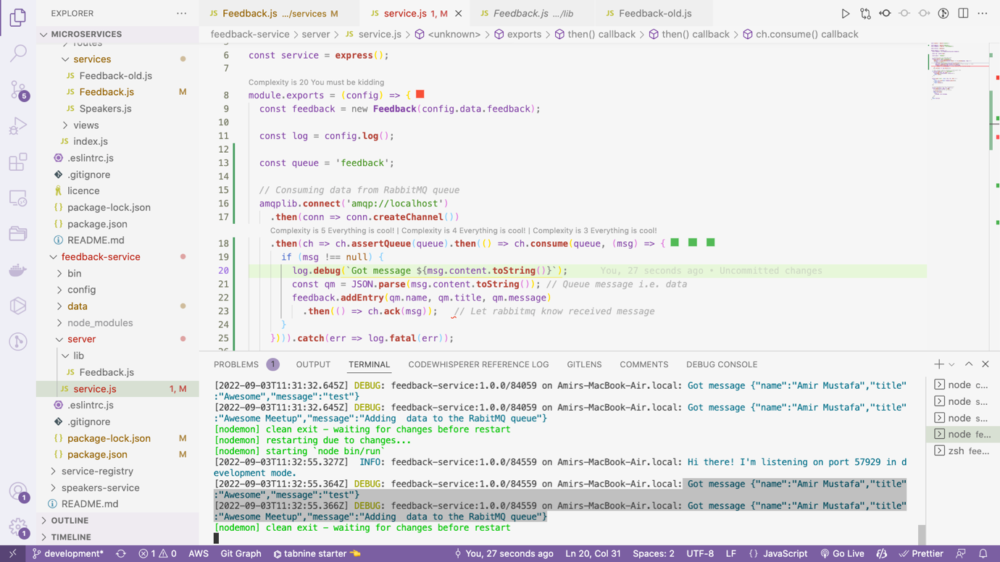 EXPLORER
MICROSERVICES
routes
services
JS Feedback-old.js
JS Feedback.js M
JS Speakers.js
views
JS index.js
.eslintrc.js
.gitignore
licence
{} package-lock.json
{} package.json
README.md
feedback-service
bin
config
data
node_modules
server
lib
JS Feedback.js
JS service.js 1, M
.eslintrc.js
.gitignore
{} package-lock.json M
{} package.json M
service-registry
speakers-service
README.md
OUTLINE
TIMELINE
5
1
1
JS Feedback.js .../services M
JS service.js 1, M
JS Feedback.js .../lib
JS Feedback-old.js
feedback-service > server > JS service.js > <unknown> > exports > then() callback > then() callback > ch.consume() callback
6 const service = express();
7
Complexity is 20 You must be kidding
8 module.exports = (config) => {
9 const feedback = new Feedback(config.data.feedback);
10
11 const log = config.log();
12
13 const queue = 'feedback';
14
15 // Consuming data from RabbitMQ queue
16 amqplib.connect('amqp://localhost')
17 .then(conn => conn.createChannel())
Complexity is 5 Everything is cool! | Complexity is 4 Everything is cool! | Complexity is 3 Everything is cool!
18 .then(ch => ch.assertQueue(queue).then(() => ch.consume(queue, (msg) => {
19 if (msg !== null) {
20 log.debug(`Got message ${msg.content.toString()}`); You, 27 seconds ago • Uncommitted changes
21 const qm = JSON.parse(msg.content.toString()); // Queue message i.e. data
22 feedback.addEntry(qm.name, qm.title, qm.message)
23 .then(() => ch.ack(msg)); // Let rabbitmq know received message
24 }
25 }))).catch(err => log.fatal(err));
PROBLEMS 1 OUTPUT TERMINAL CODEWHISPERER REFERENCE LOG GITLENS COMMENTS DEBUG CONSOLE
[2022-09-03T11:31:32.645Z] DEBUG: feedback-service:1.0.0/84059 on Amirs-MacBook-Air.local: Got message {"name":"Amir Mustafa","title"
:"Awesome","message":"test"}
[2022-09-03T11:31:32.645Z] DEBUG: feedback-service:1.0.0/84059 on Amirs-MacBook-Air.local: Got message {"name":"Amir Mustafa","title"
:"Awesome Meetup","message":"Adding  data to the RabitMQ queue"}
[nodemon] clean exit - waiting for changes before restart
[nodemon] restarting due to changes...
[nodemon] starting `node bin/run`
[2022-09-03T11:32:55.327Z]  INFO: feedback-service:1.0.0/84559 on Amirs-MacBook-Air.local: Hi there! I'm listening on port 57929 in d
evelopment mode.
[2022-09-03T11:32:55.364Z] DEBUG: feedback-service:1.0.0/84559 on Amirs-MacBook-Air.local: Got message {"name":"Amir Mustafa","title"
:"Awesome","message":"test"}
[2022-09-03T11:32:55.366Z] DEBUG: feedback-service:1.0.0/84559 on Amirs-MacBook-Air.local: Got message {"name":"Amir Mustafa","title"
:"Awesome Meetup","message":"Adding  data to the RabitMQ queue"}
[nodemon] clean exit - waiting for changes before restart
node c...
node s...
node s...
node fe...
zsh fee...
development* 1 0 AWS Git Graph tabnine starter You, 27 seconds ago Ln 20, Col 31 Spaces: 2 UTF-8 LF {} JavaScript Go Live Prettier